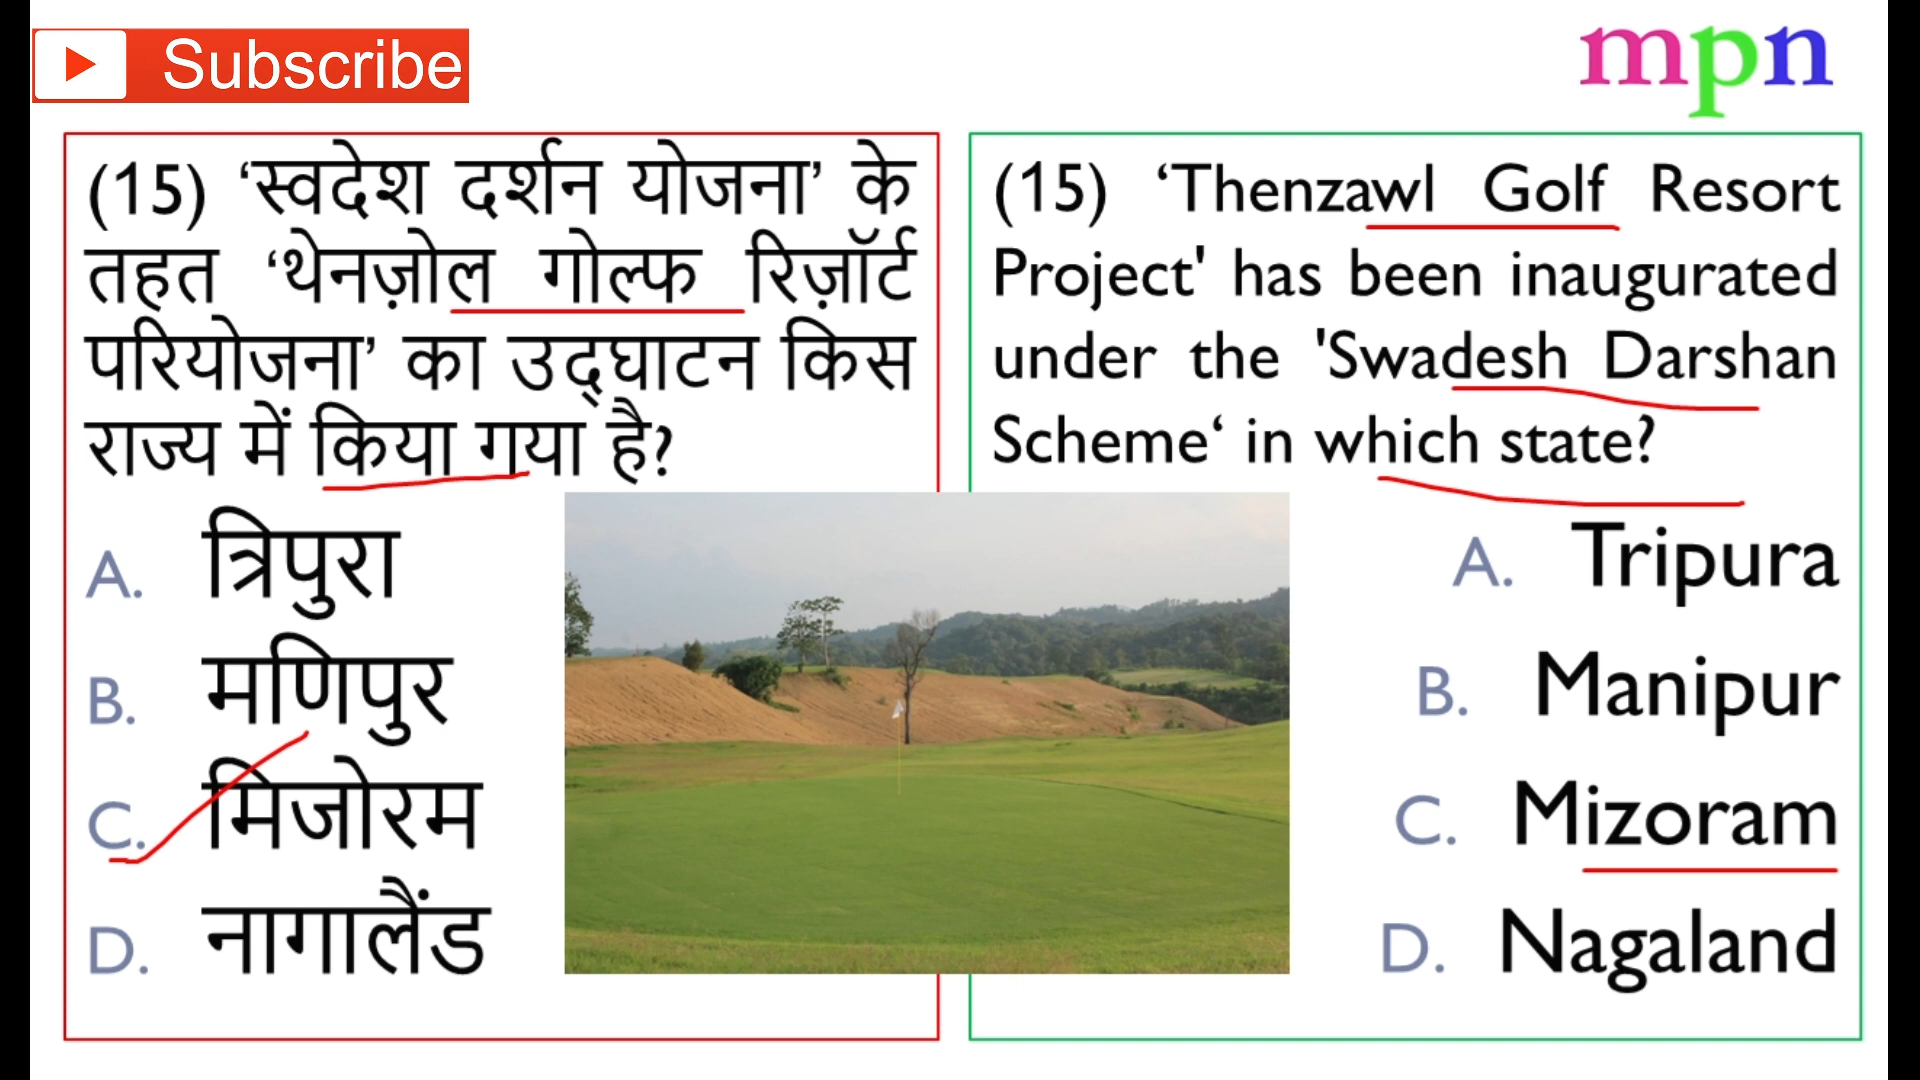 Subscribe
mpn
(15) ‘स्वदेश दर्शन योजना’ के
तहत ‘थेनज़ोल गोल्फ रिज़ॉर्ट
परियोजना’ का उद्घाटन किस
राज्य में किया गया है?
A. त्रिपुरा
B. मणिपुर
C. मिजोरम
D. नागालैंड
(15) ‘Thenzawl Golf Resort
Project' has been inaugurated
under the 'Swadesh Darshan
Scheme‘ in which state?
A. Tripura
B. Manipur
C. Mizoram
D. Nagaland